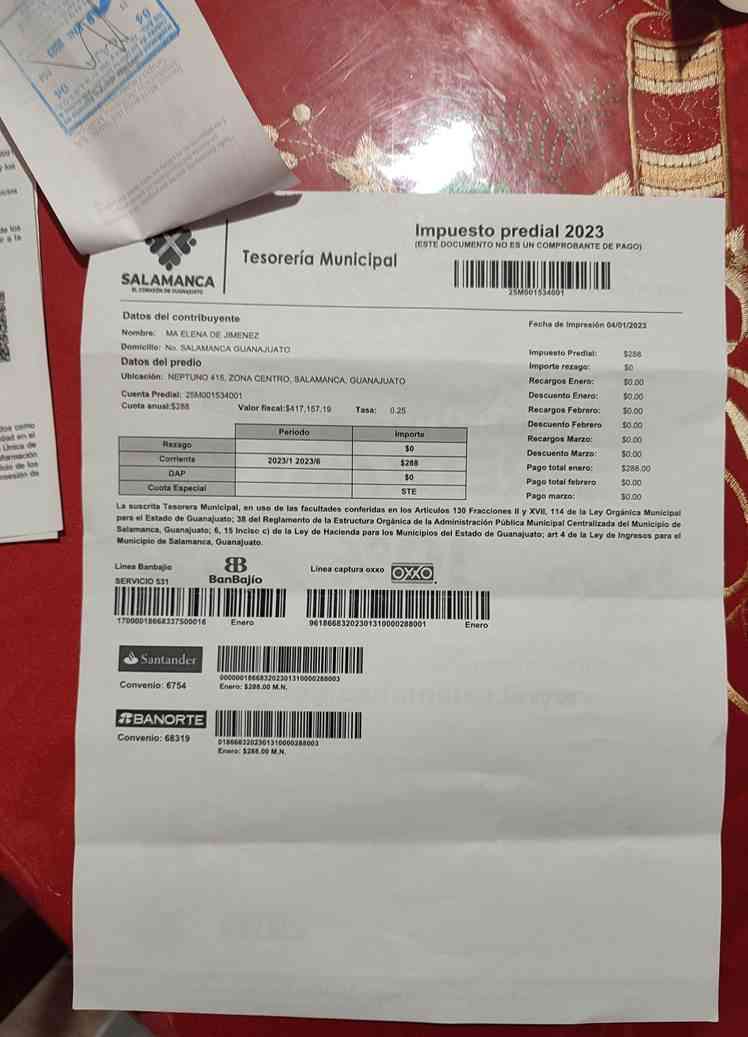 Impuesto predial 2023
(ESTE DOCUMENTO NO ES UN COMPROBANTE DE PAGO)
25M001534001
SALAMANCA
EL CORAZÓN DE GUANAJUATO
Tesorería Municipal
Datos del contribuyente
Nombre: MA ELENA DE JIMENEZ
Domicilio: No. SALAMANCA GUANAJUATO
Datos del predio
Ubicación: NEPTUNO 415, ZONA CENTRO, SALAMANCA, GUANAJUATO
Cuenta Predial: 25M001534001
Cuota anual:$288 Valor fiscal:$417,157.19 Tasa: 0.25
Periodo Importe
Rezago $0
Corriente 2023/1 2023/6 $288
DAP $0
Cuota Especial STE
Fecha de Impresión 04/01/2023
Impuesto Predial: $288
Importe rezago: $0
Recargos Enero: $0.00
Descuento Enero: $0.00
Recargos Febrero: $0.00
Descuento Febrero $0.00
Recargos Marzo: $0.00
Descuento Marzo: $0.00
Pago total enero: $288.00
Pago total febrero $0.00
Pago marzo: $0.00
La suscrita Tesorera Municipal, en uso de las facultades conferidas en los Artículos 130 Fracciones II y XVII, 114 de la Ley Orgánica Municipal
para el Estado de Guanajuato; 38 del Reglamento de la Estructura Orgánica de la Administración Pública Municipal Centralizada del Municipio de
Salamanca, Guanajuato; 6, 15 Inciso c) de la Ley de Hacienda para los Municipios del Estado de Guanajuato; art 4 de la Ley de Ingresos para el
Municipio de Salamanca, Guanajuato.
Linea Banbajio
SERVICIO 531
BanBajío
17000018668337500016 Enero
Linea captura oxxo OXXO
9618668320230131000028​8001 Enero
Santander
Convenio: 6754
000000186683202301310000288003
Enero: $288.00 M.N.
BANORTE
Convenio: 68319
0186683202301310000288003
Enero: $288.00 M.N.